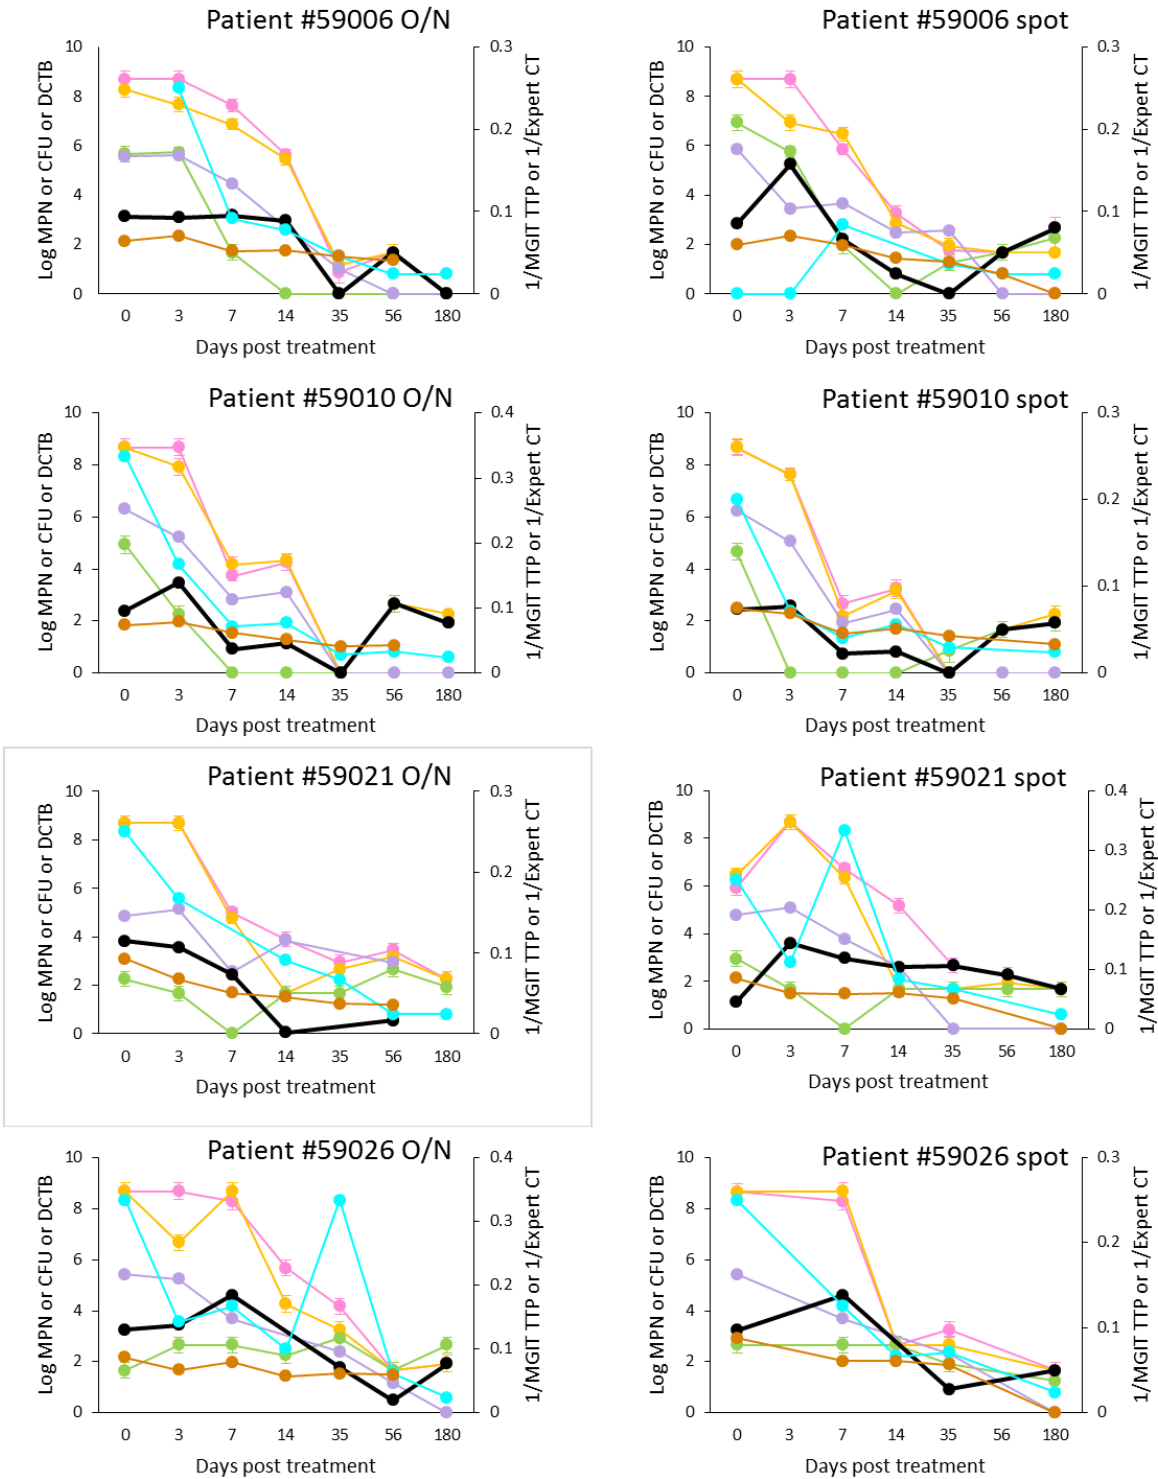 Patient #59006 O/N
Log MPN or CFU or DCTB
10
8
6
4
2
0
0.3
0.2
0.1
0
1/MGIT TTP or 1/Expert CT
0 3 7 14 35 56 180
Days post treatment
Patient #59006 spot
Log MPN or CFU or DCTB
10
8
6
4
2
0
0.3
0.2
0.1
0
1/MGIT TTP or 1/Expert CT
0 3 7 14 35 56 180
Days post treatment
Patient #59010 O/N
Log MPN or CFU or DCTB
10
8
6
4
2
0
0.4
0.3
0.2
0.1
0
1/MGIT TTP or 1/Expert CT
0 3 7 14 35 56 180
Days post treatment
Patient #59010 spot
Log MPN or CFU or DCTB
10
8
6
4
2
0
0.3
0.2
0.1
0
1/MGIT TTP or 1/Expert CT
0 3 7 14 35 56 180
Days post treatment
Patient #59021 O/N
Log MPN or CFU or DCTB
10
8
6
4
2
0
0.3
0.2
0.1
0
1/MGIT TTP or 1/Expert CT
0 3 7 14 35 56 180
Days post treatment
Patient #59021 spot
Log MPN or CFU or DCTB
10
8
6
4
2
0
0.4
0.3
0.2
0.1
0
1/MGIT TTP or 1/Expert CT
0 3 7 14 35 56 180
Days post treatment
Patient #59026 O/N
Log MPN or CFU or DCTB
10
8
6
4
2
0
0.4
0.3
0.2
0.1
0
1/MGIT TTP or 1/Expert CT
0 3 7 14 35 56 180
Days post treatment
Patient #59026 spot
Log MPN or CFU or DCTB
10
8
6
4
2
0
0.3
0.2
0.1
0
1/MGIT TTP or 1/Expert CT
0 3 7 14 35 56 180
Days post treatment